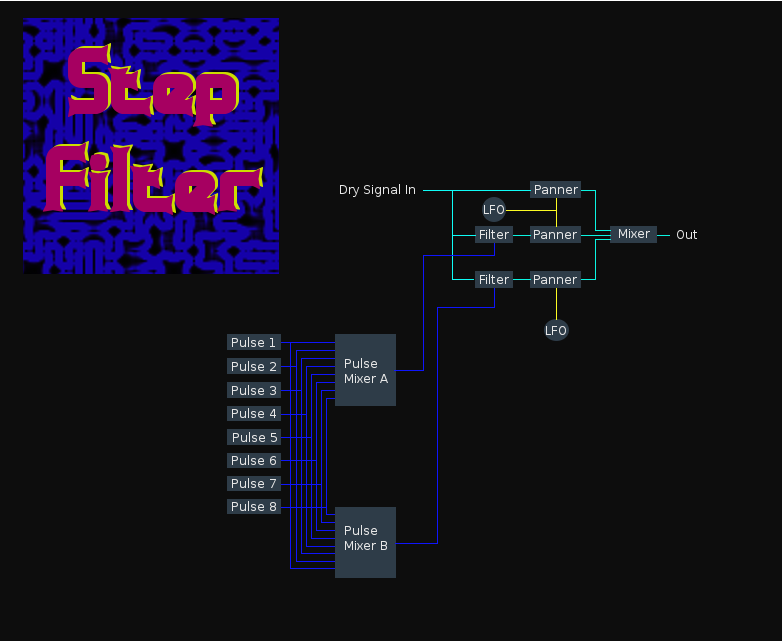 Step
Filter
Dry Signal In
Panner
LFO
Filter
Panner
Mixer
Out
Filter
Panner
LFO
Pulse 1
Pulse 2
Pulse 3
Pulse 4
Pulse 5
Pulse 6
Pulse 7
Pulse 8
Pulse
Mixer A
Pulse
Mixer B